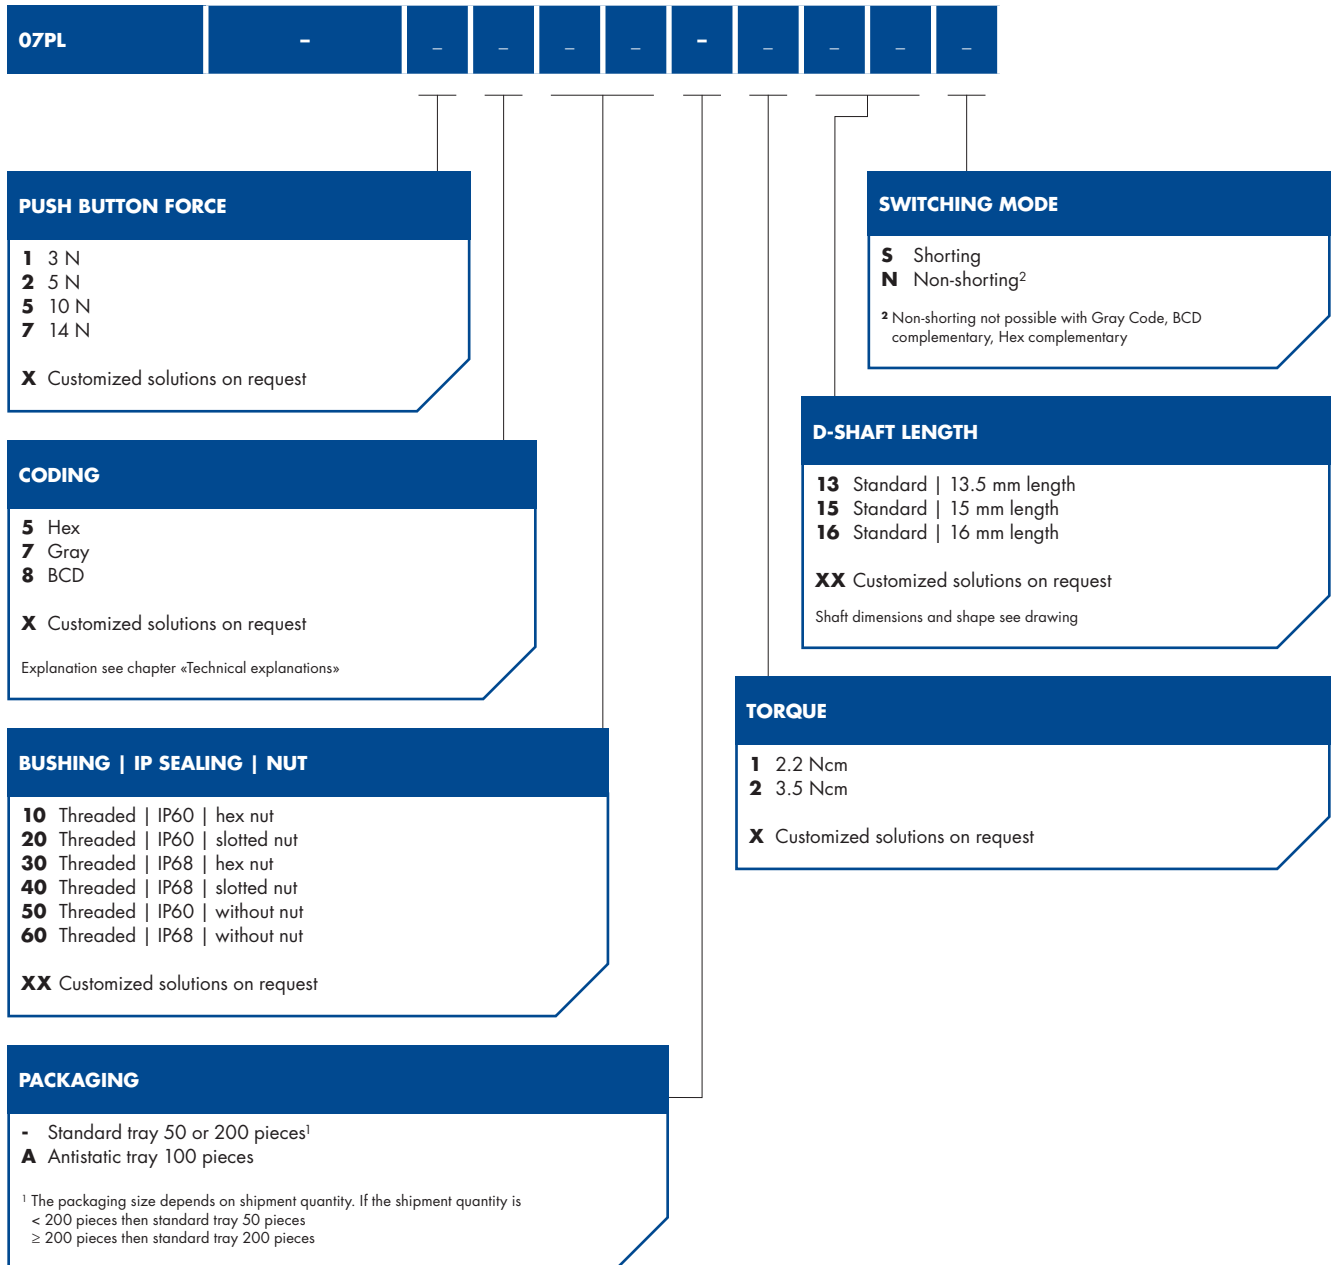 07PL – _ _ _ _ – _ _ _ _
PUSH BUTTON FORCE
1 3 N
2 5 N
5 10 N
7 14 N
X Customized solutions on request
CODING
5 Hex
7 Gray
8 BCD
X Customized solutions on request
Explanation see chapter «Technical explanations»
BUSHING | IP SEALING | NUT
10 Threaded | IP60 | hex nut
20 Threaded | IP60 | slotted nut
30 Threaded | IP68 | hex nut
40 Threaded | IP68 | slotted nut
50 Threaded | IP60 | without nut
60 Threaded | IP68 | without nut
XX Customized solutions on request
PACKAGING
- Standard tray 50 or 200 pieces¹
A Antistatic tray 100 pieces
¹ The packaging size depends on shipment quantity. If the shipment quantity is
< 200 pieces then standard tray 50 pieces
≥ 200 pieces then standard tray 200 pieces
SWITCHING MODE
S Shorting
N Non-shorting²
² Non-shorting not possible with Gray Code, BCD
complementary, Hex complementary
D-SHAFT LENGTH
13 Standard | 13.5 mm length
15 Standard | 15 mm length
16 Standard | 16 mm length
XX Customized solutions on request
Shaft dimensions and shape see drawing
TORQUE
1 2.2 Ncm
2 3.5 Ncm
X Customized solutions on request